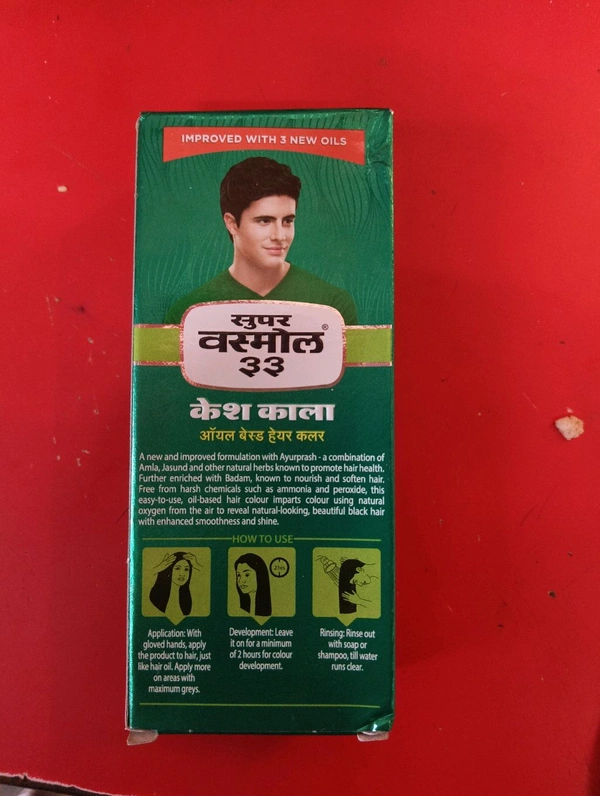 IMPROVED WITH 3 NEW OILS
सुपर
वस्मोल®
३३
केश काला
ऑयल बेस्ड हेयर कलर
A new and improved formulation with Ayurprash - a combination of
Amla, Jasund and other natural herbs known to promote hair health.
Further enriched with Badam, known to nourish and soften hair.
Free from harsh chemicals such as ammonia and peroxide, this
easy-to-use, oil-based hair colour imparts colour using natural
oxygen from the air to reveal natural-looking, beautiful black hair
with enhanced smoothness and shine.
HOW TO USE
2hrs
Application: With
gloved hands, apply
the product to hair, just
like hair oil. Apply more
on areas with
maximum greys.
Development: Leave
it on for a minimum
of 2 hours for colour
development.
Rinsing: Rinse out
with soap or
shampoo, till water
runs clear.